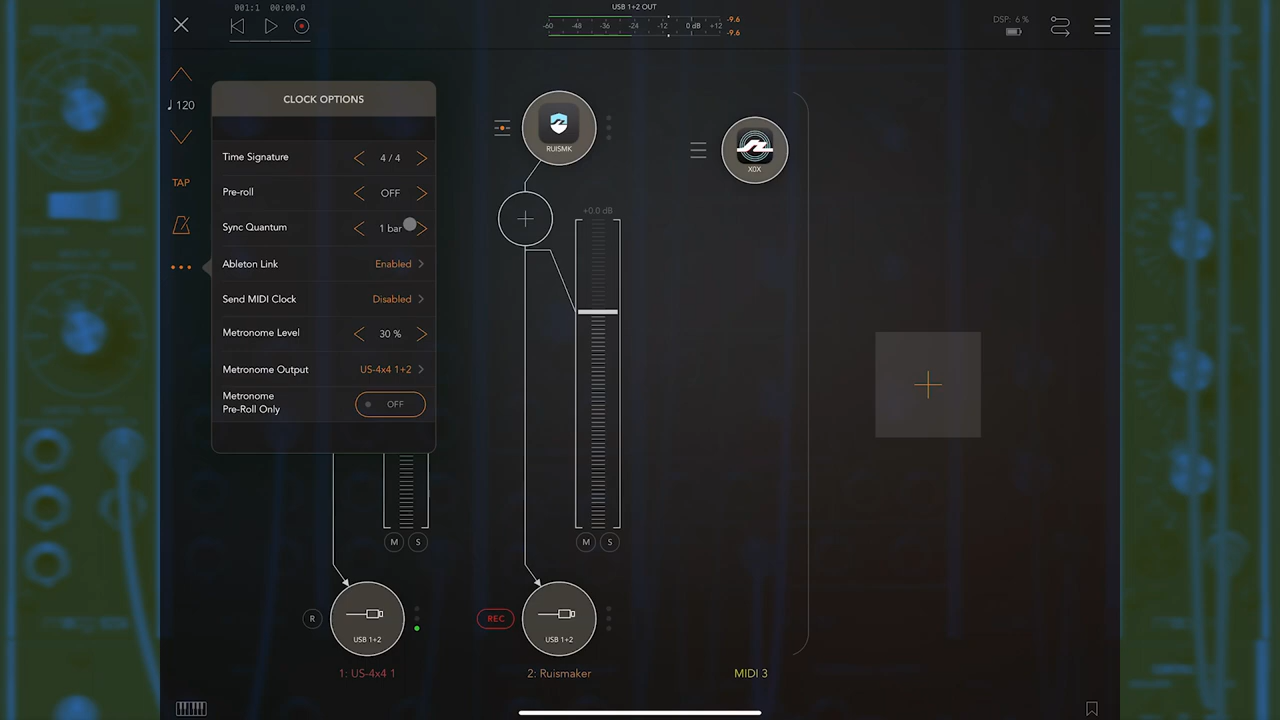 001:1 00:00.0
USB 1+2 OUT
-60 -48 -36 -24 -12 0 dB +12
-9.6
-9.6
DSP: 6 %
♩ 120
TAP
CLOCK OPTIONS
Time Signature 4 / 4
Pre-roll OFF
Sync Quantum 1 bar
Ableton Link Enabled
Send MIDI Clock Disabled
Metronome Level 30 %
Metronome Output US-4x4 1+2
Metronome
Pre-Roll Only OFF
RUISMK
X0X
+0.0 dB
M S
M S
R
USB 1+2
REC
USB 1+2
1: US-4x4 1
2: Ruismaker
MIDI 3